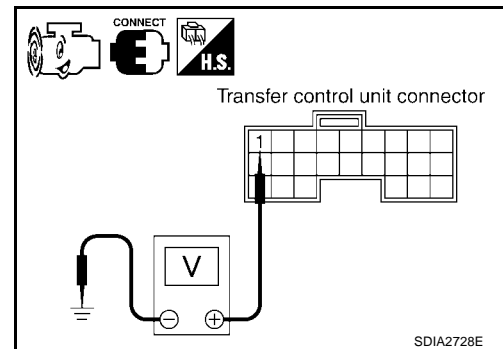 CONNECT
H.S.
Transfer control unit connector
1
V
SDIA2728E